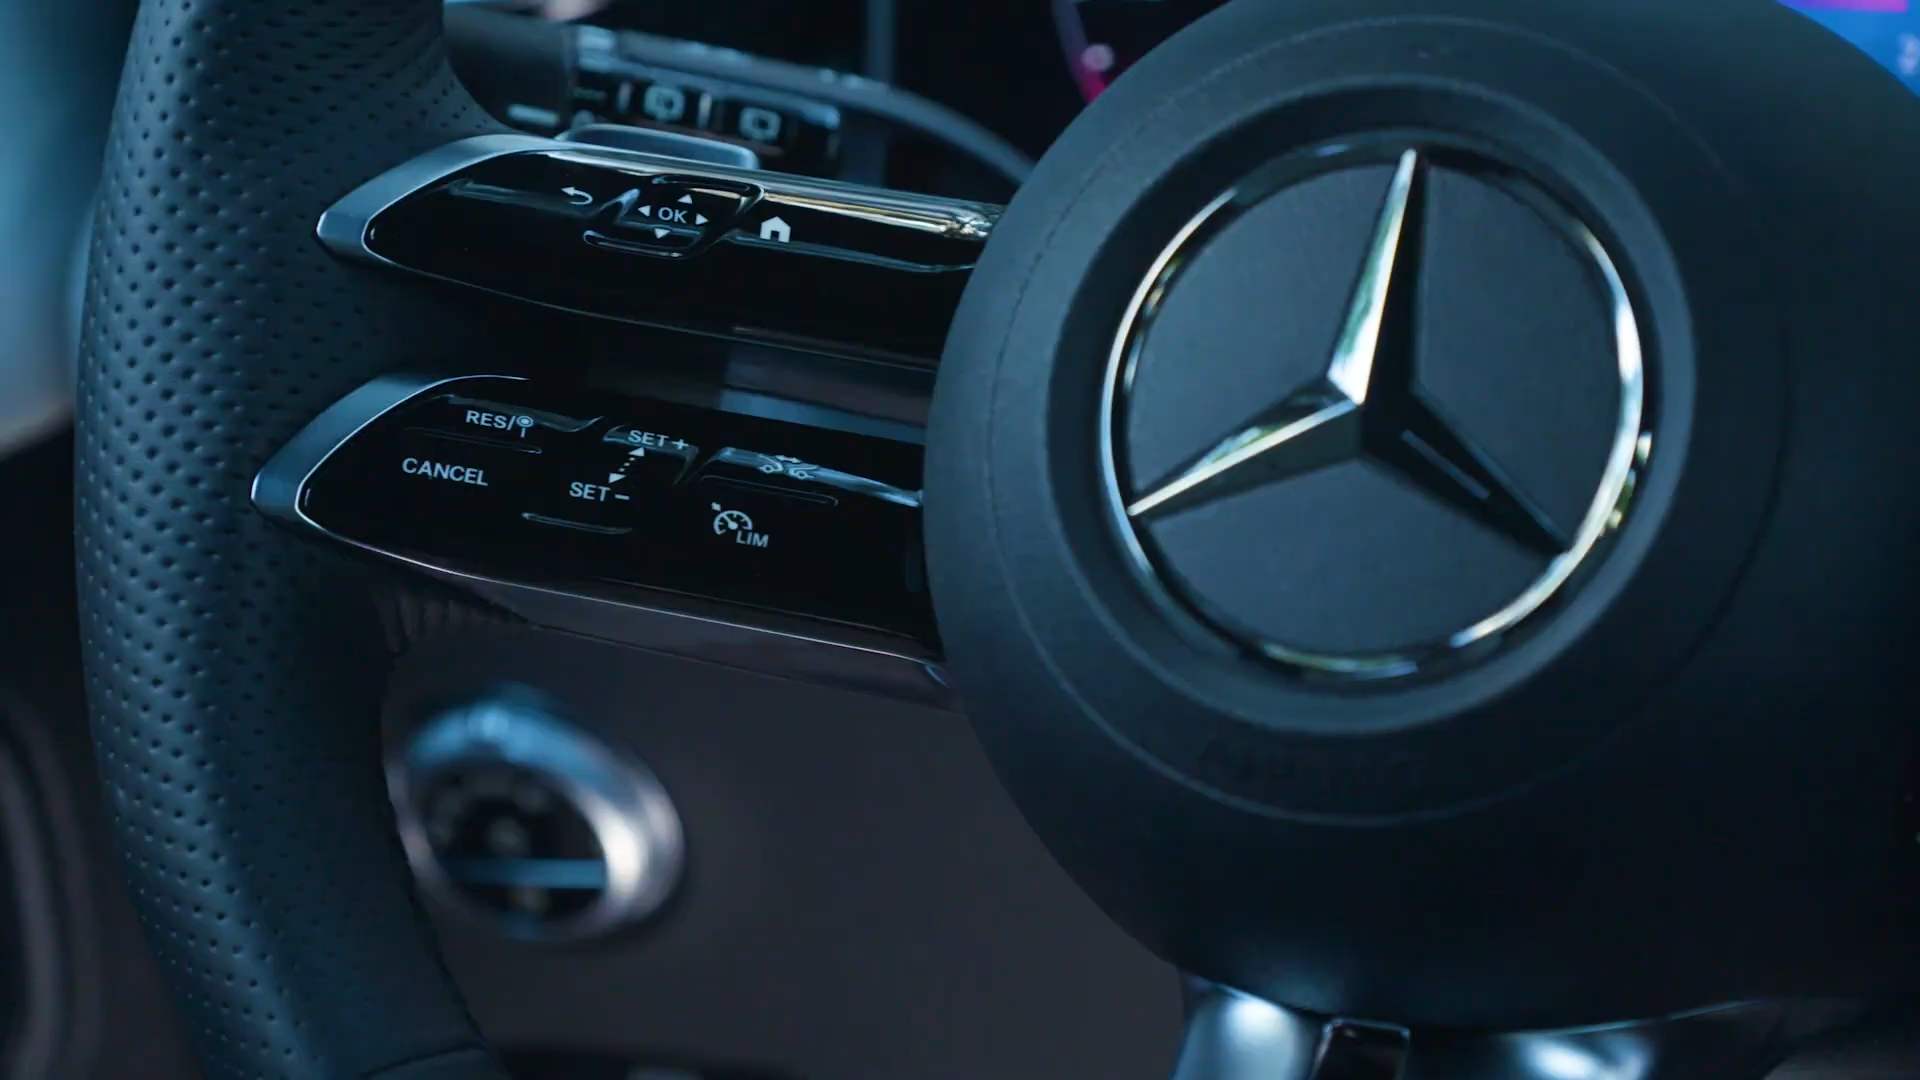 OK
RES/
SET +
CANCEL
SET –
LIM